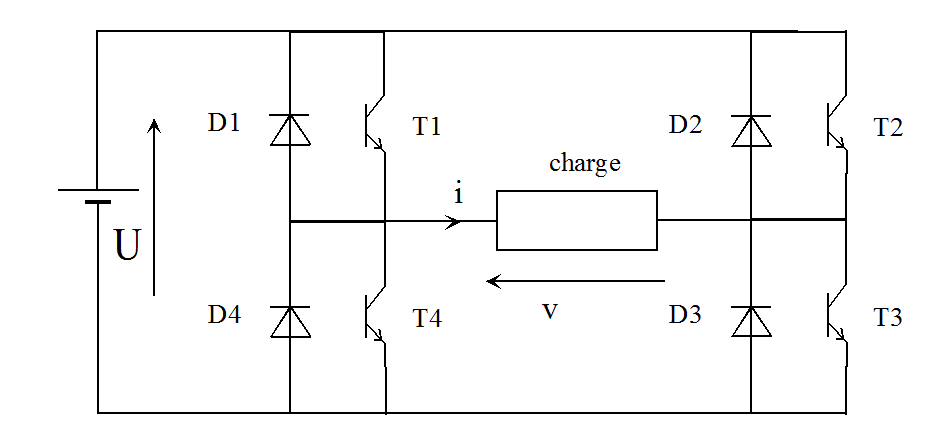 D1
T1
D2
T2
charge
i
U
v
D4
T4
D3
T3